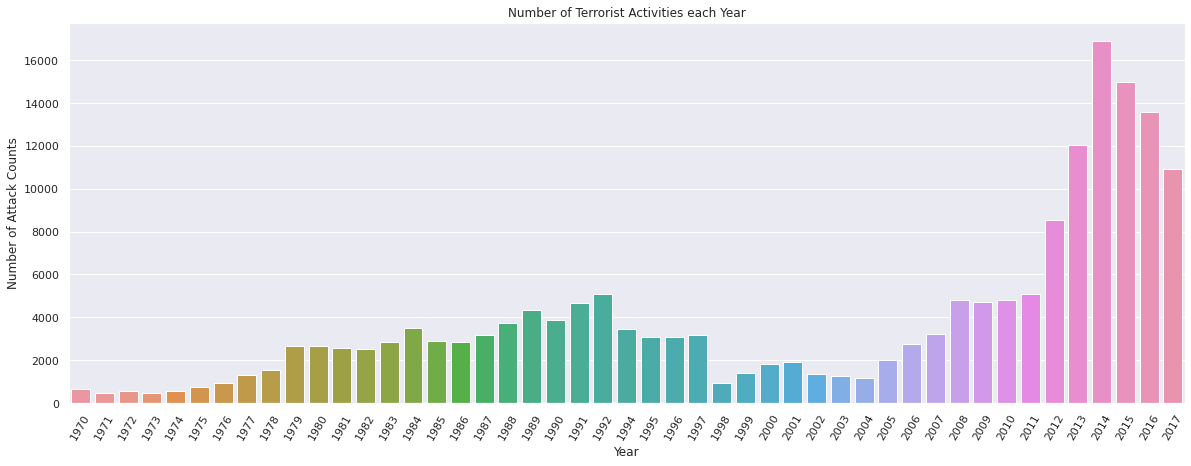 Number of Terrorist Activities each Year
Number of Attack Counts
16000
14000
12000
10000
8000
6000
4000
2000
0
1970 1971 1972 1973 1974 1975 1976 1977 1978 1979 1980 1981 1982 1983 1984 1985 1986 1987 1988 1989 1990 1991 1992 1994 1995 1996 1997 1998 1999 2000 2001 2002 2003 2004 2005 2006 2007 2008 2009 2010 2011 2012 2013 2014 2015 2016 2017
Year